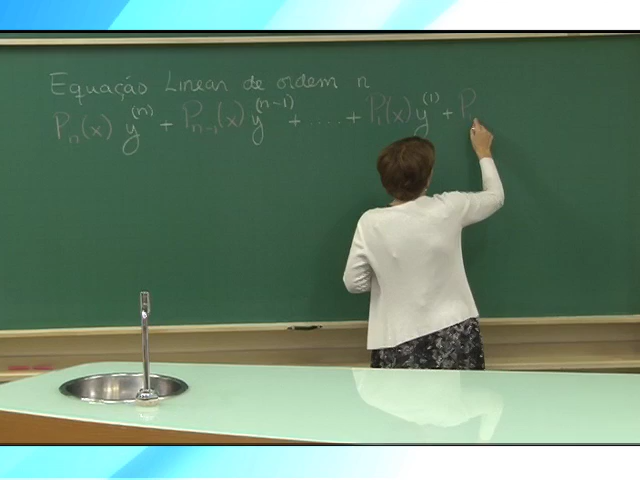 Equação Linear de ordem n
Pn(x) y^(n) + Pn-1(x) y^(n-1) + ..... + P1(x) y^(1) + P